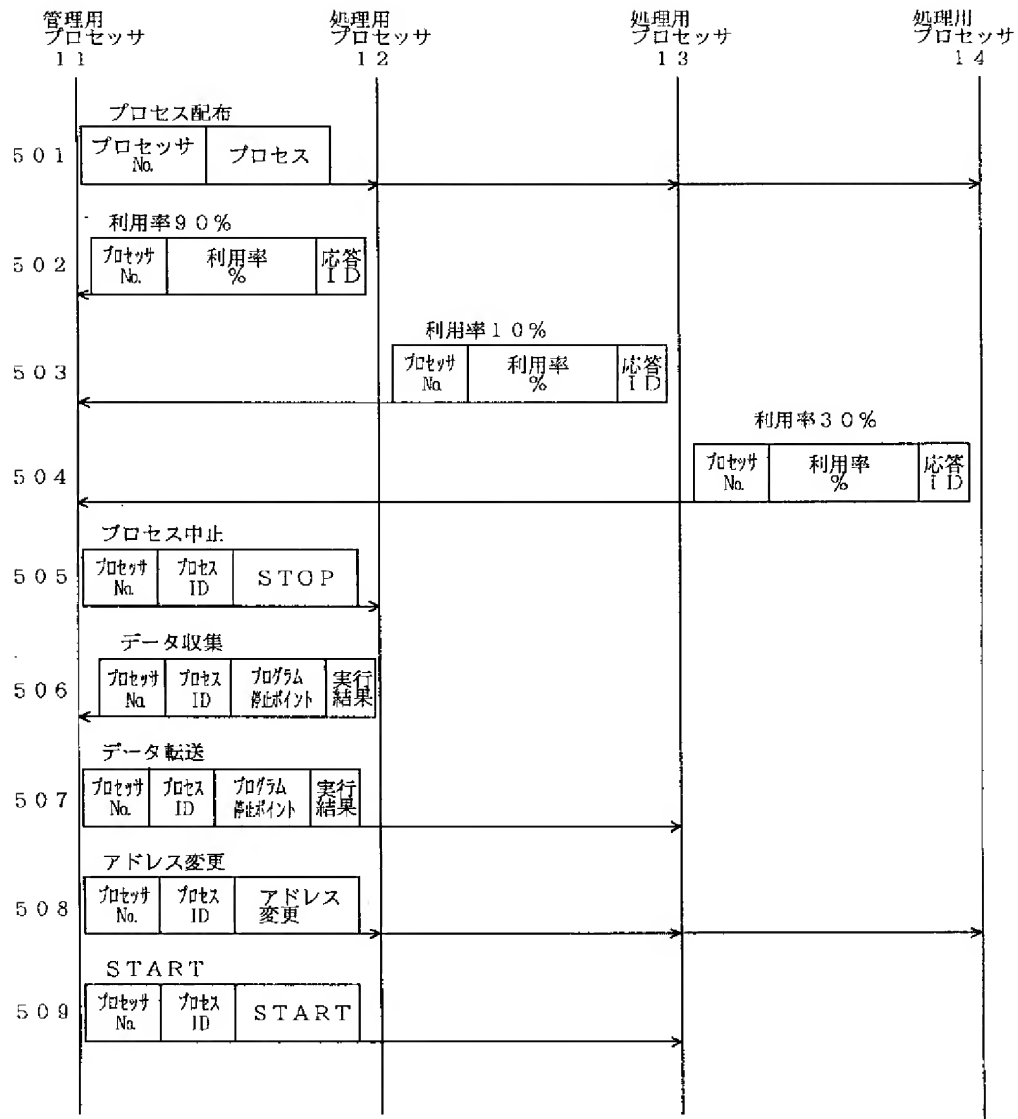 管理用
プロセッサ
11
処理用
プロセッサ
12
処理用
プロセッサ
13
処理用
プロセッサ
14
プロセス配布
501
プロセッサ
No.
プロセス
利用率90%
502
プロセッサ
No.
利用率
%
応答
ID
利用率10%
503
プロセッサ
No.
利用率
%
応答
ID
利用率30%
504
プロセッサ
No.
利用率
%
応答
ID
プロセス中止
505
プロセッサ
No.
プロセス
ID
STOP
データ収集
506
プロセッサ
No.
プロセス
ID
プログラム
停止ポイント
実行
結果
データ転送
507
プロセッサ
No.
プロセス
ID
プログラム
停止ポイント
実行
結果
アドレス変更
508
プロセッサ
No.
プロセス
ID
アドレス
変更
START
509
プロセッサ
No.
プロセス
ID
START